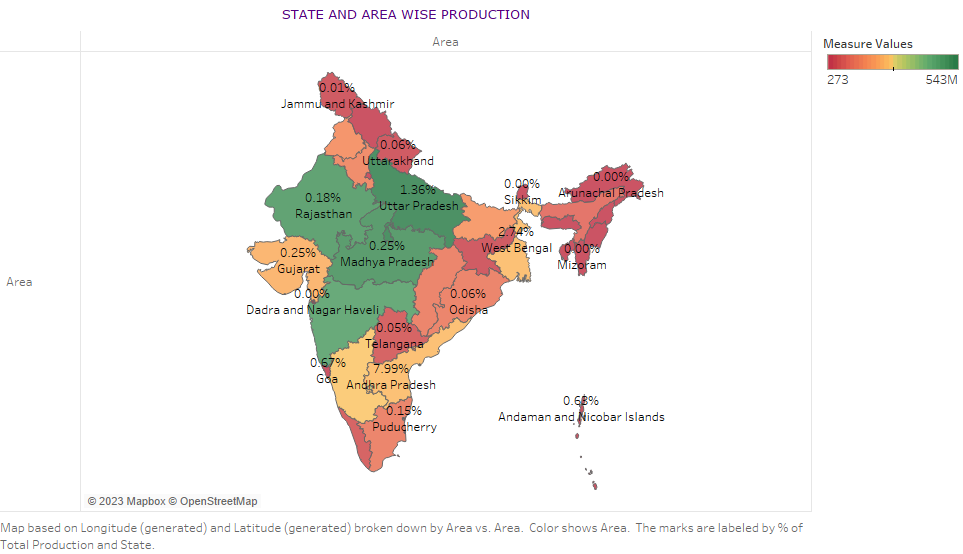 STATE AND AREA WISE PRODUCTION
Area
Measure Values
273 543M
0.01%
Jammu and Kashmir
0.06%
Uttarakhand
0.18%
Rajasthan
1.36%
Uttar Pradesh
0.00%
Sikkim
0.00%
Arunachal Pradesh
2.74%
West Bengal
0.00%
Mizoram
0.25%
Gujarat
0.25%
Madhya Pradesh
Area
0.00%
Dadra and Nagar Haveli
0.06%
Odisha
0.05%
Telangana
0.67%
Goa
7.99%
Andhra Pradesh
0.15%
Puducherry
0.63%
Andaman and Nicobar Islands
© 2023 Mapbox © OpenStreetMap
Map based on Longitude (generated) and Latitude (generated) broken down by Area vs. Area.  Color shows Area.  The marks are labeled by % of
Total Production and State.